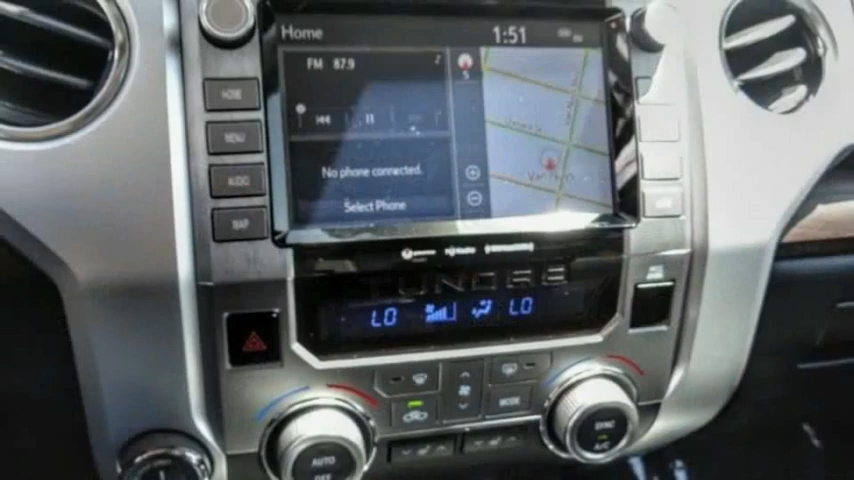 Home 1:51
FM 87.9
S
No phone connected.
Select Phone
HOME
MENU
AUDIO
MAP
TUNDRA
LO LO
MODE
AUTO
OFF
SYNC
A/C